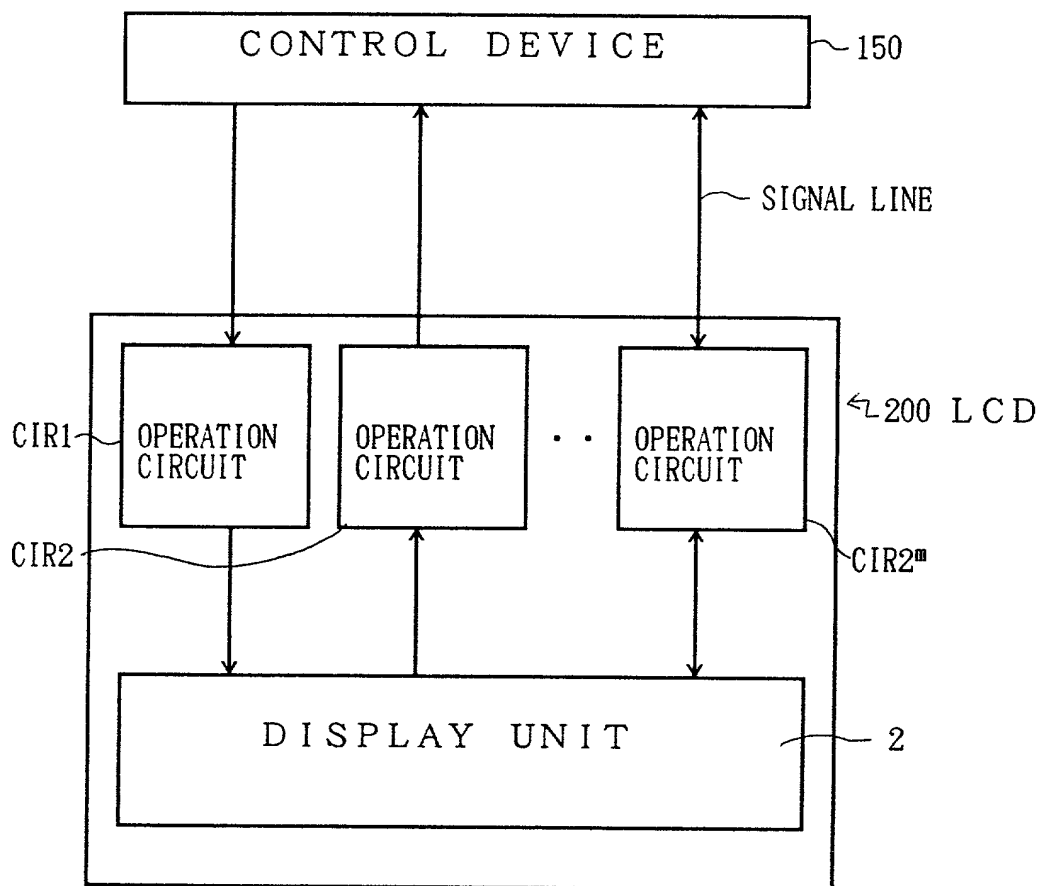 CONTROL DEVICE
150
SIGNAL LINE
200 LCD
CIR1
OPERATION
CIRCUIT
OPERATION
CIRCUIT
. .
OPERATION
CIRCUIT
CIR2
CIR2ᵐ
DISPLAY UNIT
2